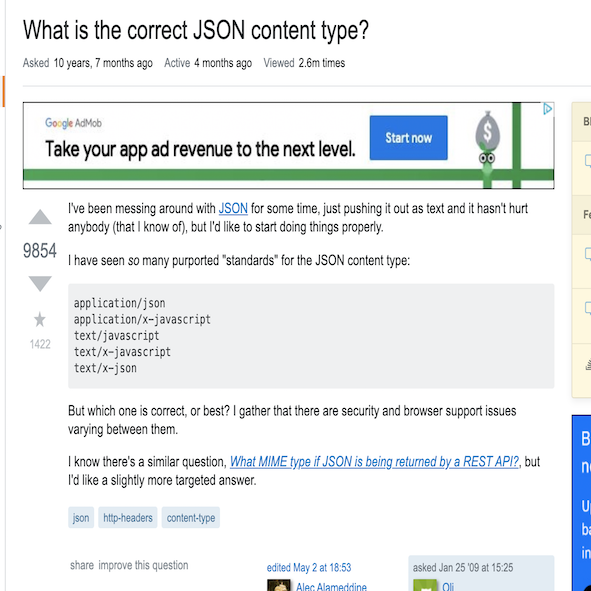 What is the correct JSON content type?
Asked 10 years, 7 months ago Active 4 months ago Viewed 2.6m times
Google AdMob
Take your app ad revenue to the next level.
Start now
$
I've been messing around with JSON for some time, just pushing it out as text and it hasn't hurt
anybody (that I know of), but I'd like to start doing things properly.
9854
I have seen so many purported "standards" for the JSON content type:
application/json
application/x-javascript
text/javascript
text/x-javascript
text/x-json
1422
But which one is correct, or best? I gather that there are security and browser support issues
varying between them.
I know there's a similar question, What MIME type if JSON is being returned by a REST API?, but
I'd like a slightly more targeted answer.
json http-headers content-type
share improve this question
edited May 2 at 18:53
Alec Alameddine
asked Jan 25 '09 at 15:25
Oli